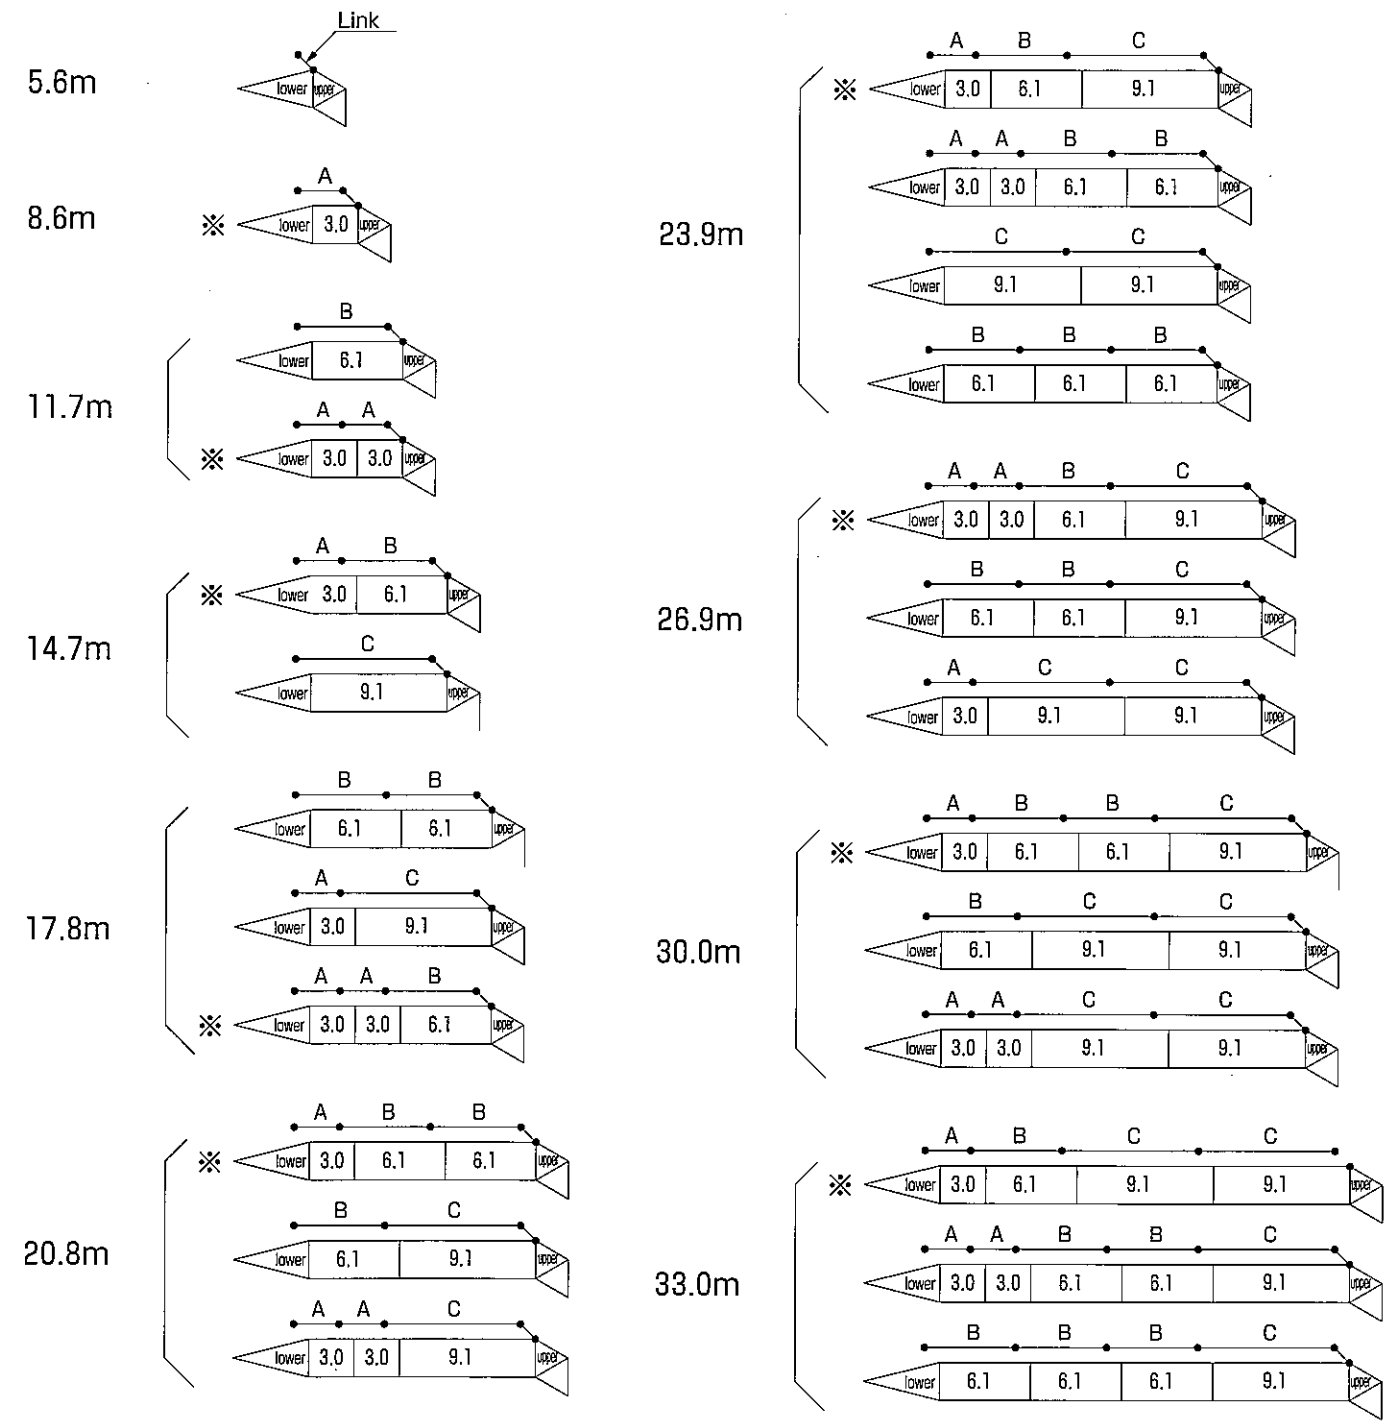 Link
5.6m
lower upper
A
8.6m
※ lower 3.0 upper
B
lower 6.1 upper
11.7m
A A
※ lower 3.0 3.0 upper
A B
※ lower 3.0 6.1 upper
14.7m
C
lower 9.1 upper
B B
lower 6.1 6.1 upper
A C
17.8m
lower 3.0 9.1 upper
A A B
※ lower 3.0 3.0 6.1 upper
A B B
※ lower 3.0 6.1 6.1 upper
B C
20.8m
lower 6.1 9.1 upper
A A C
lower 3.0 3.0 9.1 upper
A B C
※ lower 3.0 6.1 9.1 upper
A A B B
lower 3.0 3.0 6.1 6.1 upper
23.9m
C C
lower 9.1 9.1 upper
B B B
lower 6.1 6.1 6.1 upper
A A B C
※ lower 3.0 3.0 6.1 9.1 upper
B B C
26.9m
lower 6.1 6.1 9.1 upper
A C C
lower 3.0 9.1 9.1 upper
A B B C
※ lower 3.0 6.1 6.1 9.1 upper
B C C
30.0m
lower 6.1 9.1 9.1 upper
A A C C
lower 3.0 3.0 9.1 9.1 upper
A B C C
※ lower 3.0 6.1 9.1 9.1 upper
A A B B C
33.0m
lower 3.0 3.0 6.1 6.1 9.1 upper
B B B C
lower 6.1 6.1 6.1 9.1 upper